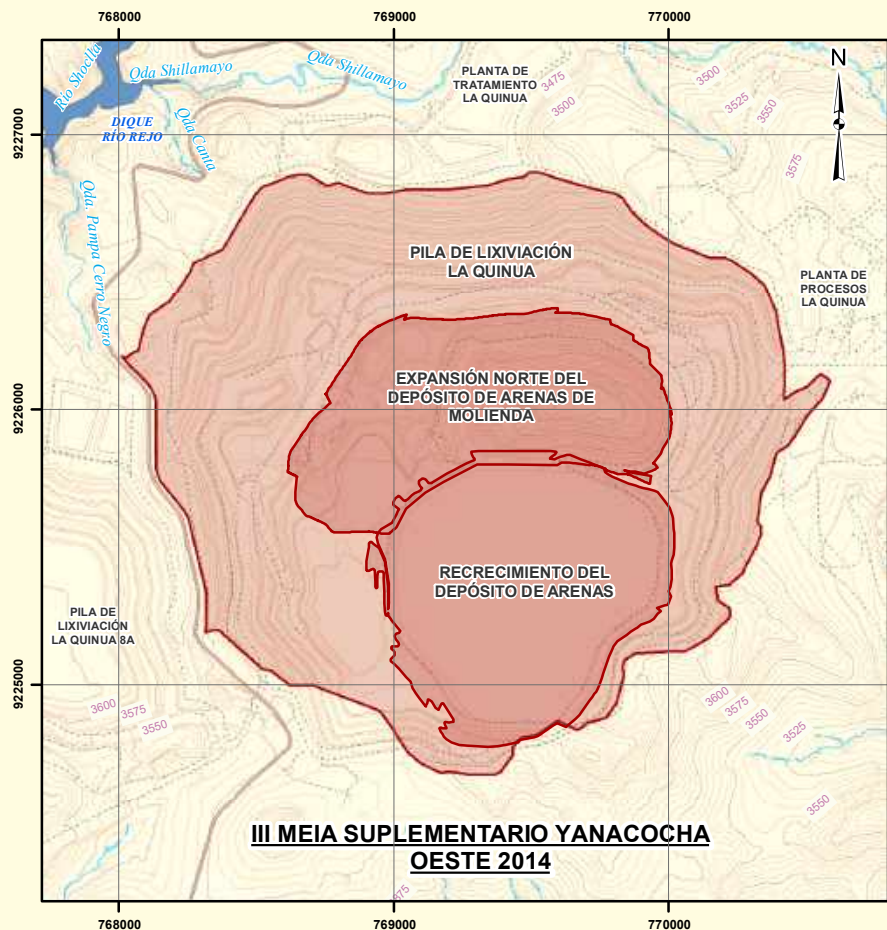 768000
769000
770000
N
Río Shoclla
Qda Shillamayo
Qda Shillamayo
PLANTA DE
TRATAMIENTO
LA QUINUA
3475
3500
3500
3525
3550
3575
DIQUE
RÍO REJO
Qda Canta
9227000
Qda. Pampa Cerro Negro
PILA DE LIXIVIACIÓN
LA QUINUA
PLANTA DE
PROCESOS
LA QUINUA
EXPANSIÓN NORTE DEL
DEPÓSITO DE ARENAS DE
MOLIENDA
9226000
RECRECIMIENTO DEL
DEPÓSITO DE ARENAS
PILA DE
LIXIVIACIÓN
LA QUINUA 8A
9225000
3600
3575
3550
3600
3575
3550
3525
3550
III MEIA SUPLEMENTARIO YANACOCHA
OESTE 2014
768000
769000
770000